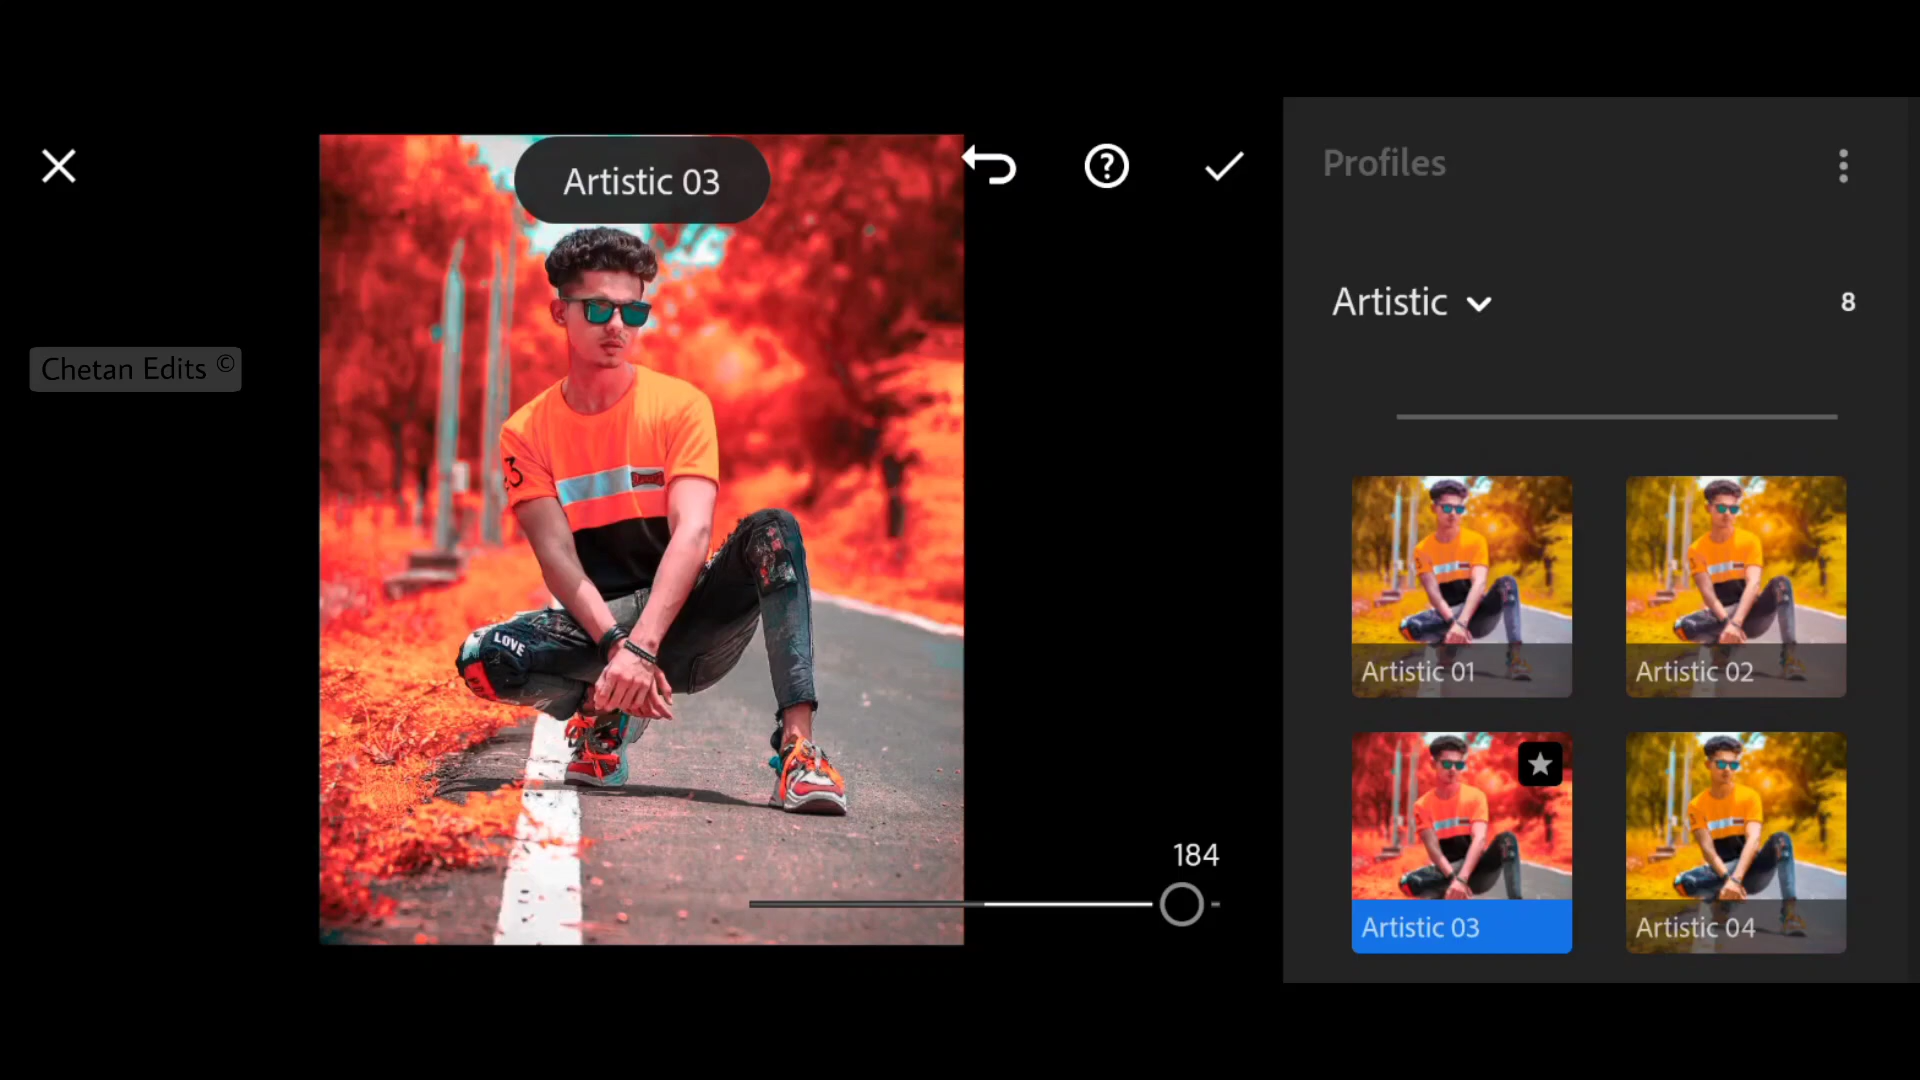 Artistic 03
Chetan Edits ©
LOVE
184
Profiles
Artistic
8
Artistic 01
Artistic 02
Artistic 03
Artistic 04